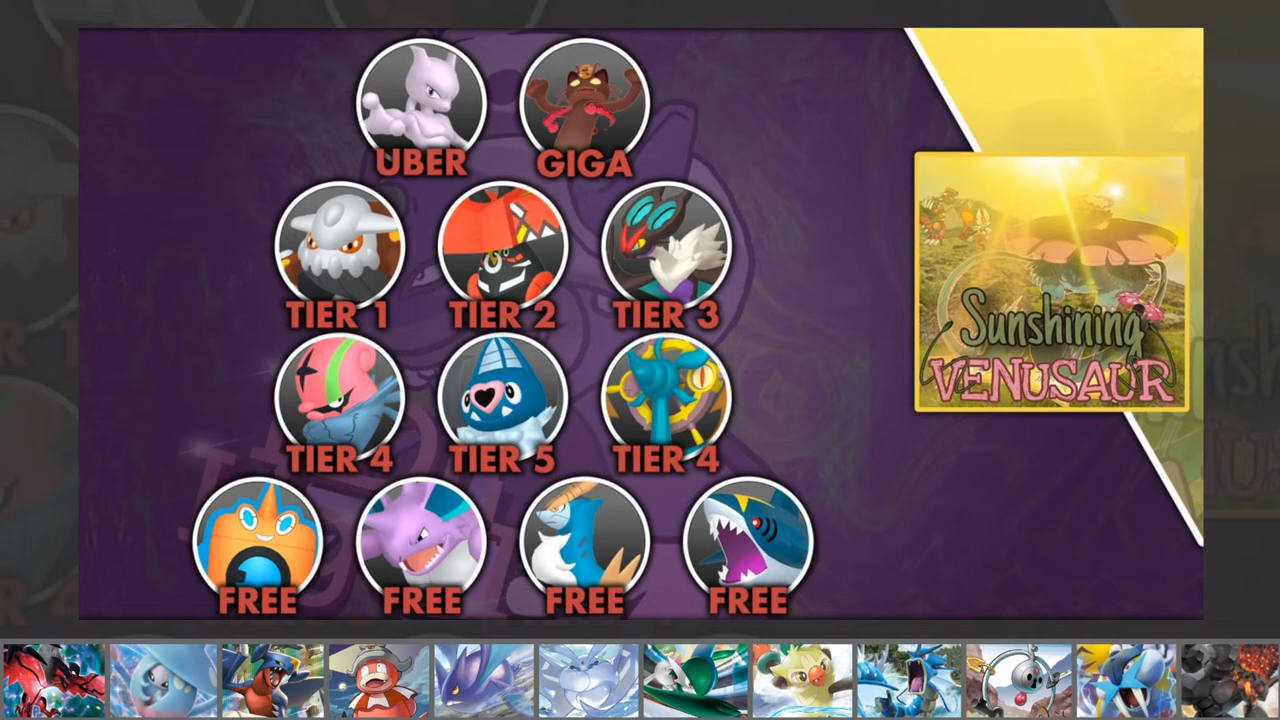 UBER GIGA
TIER 1 TIER 2 TIER 3
Sunshining
VENUSAUR
TIER 4 TIER 5 TIER 4
FREE FREE FREE FREE